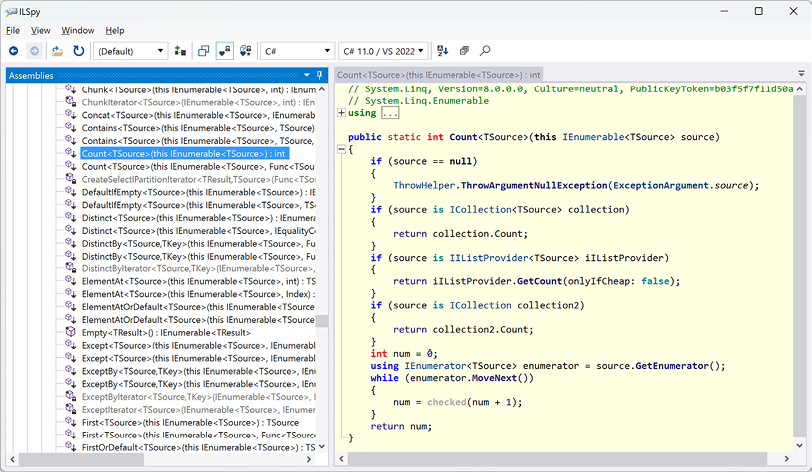 ILSpy
File View Window Help
(Default) C# C# 11.0 / VS 2022
Assemblies
Chunk<TSource>(this IEnumerable<TSource>, int) : IEnum
ChunkIterator<TSource>(IEnumerable<TSource>, int) : IEn
Concat<TSource>(this IEnumerable<TSource>, IEnumerab
Contains<TSource>(this IEnumerable<TSource>, TSource)
Contains<TSource>(this IEnumerable<TSource>, TSource,
Count<TSource>(this IEnumerable<TSource>) : int
Count<TSource>(this IEnumerable<TSource>, Func<TSou
CreateSelectIPartitionIterator<TResult,TSource>(Func<TSou
DefaultIfEmpty<TSource>(this IEnumerable<TSource>) : IE
DefaultIfEmpty<TSource>(this IEnumerable<TSource>, TSo
Distinct<TSource>(this IEnumerable<TSource>) : IEnumera
Distinct<TSource>(this IEnumerable<TSource>, IEqualityCo
DistinctBy<TSource,TKey>(this IEnumerable<TSource>, Fu
DistinctBy<TSource,TKey>(this IEnumerable<TSource>, Fu
DistinctByIterator<TSource,TKey>(IEnumerable<TSource>,
ElementAt<TSource>(this IEnumerable<TSource>, int) : TS
ElementAt<TSource>(this IEnumerable<TSource>, Index) :
ElementAtOrDefault<TSource>(this IEnumerable<TSource
ElementAtOrDefault<TSource>(this IEnumerable<TSource
Empty<TResult>() : IEnumerable<TResult>
Except<TSource>(this IEnumerable<TSource>, IEnumerabl
Except<TSource>(this IEnumerable<TSource>, IEnumerabl
ExceptBy<TSource,TKey>(this IEnumerable<TSource>, IEn
ExceptBy<TSource,TKey>(this IEnumerable<TSource>, IEn
ExceptByIterator<TSource,TKey>(IEnumerable<TSource>, I
ExceptIterator<TSource>(IEnumerable<TSource>, IEnumer
First<TSource>(this IEnumerable<TSource>) : TSource
First<TSource>(this IEnumerable<TSource>, Func<TSource
FirstOrDefault<TSource>(this IEnumerable<TSource>) : TS
Count<TSource>(this IEnumerable<TSource>) : int
// System.Linq, Version=8.0.0.0, Culture=neutral, PublicKeyToken=b03f5f7f11d50a
// System.Linq.Enumerable
using ...
public static int Count<TSource>(this IEnumerable<TSource> source)
{
if (source == null)
{
ThrowHelper.ThrowArgumentNullException(ExceptionArgument.source);
}
if (source is ICollection<TSource> collection)
{
return collection.Count;
}
if (source is IIListProvider<TSource> iIListProvider)
{
return iIListProvider.GetCount(onlyIfCheap: false);
}
if (source is ICollection collection2)
{
return collection2.Count;
}
int num = 0;
using IEnumerator<TSource> enumerator = source.GetEnumerator();
while (enumerator.MoveNext())
{
num = checked(num + 1);
}
return num;
}